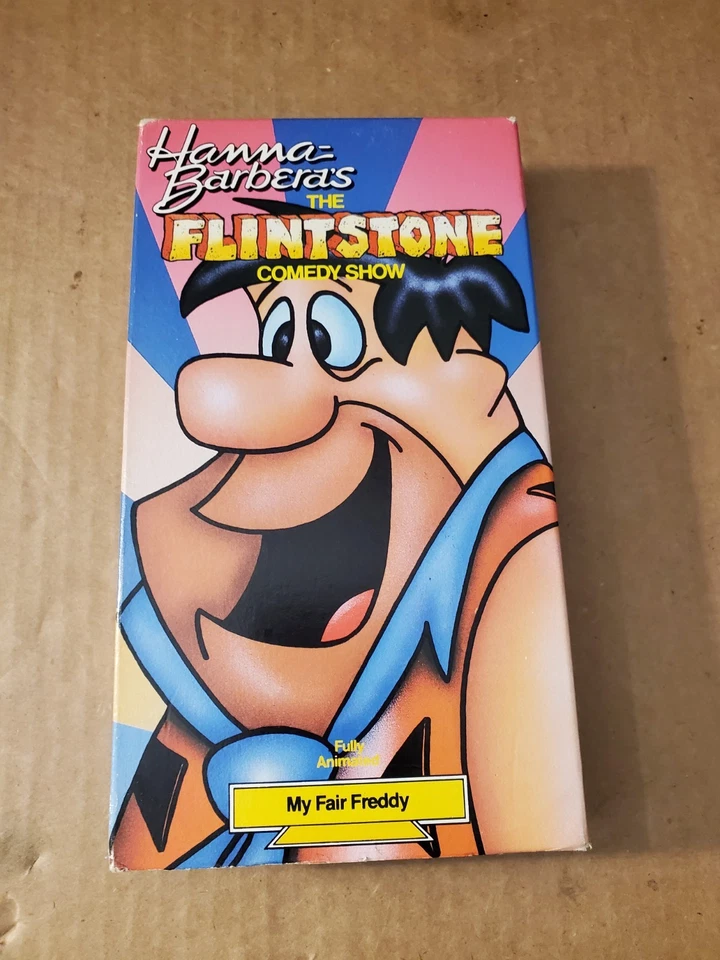 Hanna-
Barbera's
THE
FLINTSTONE
COMEDY SHOW
Fully
Animated
My Fair Freddy